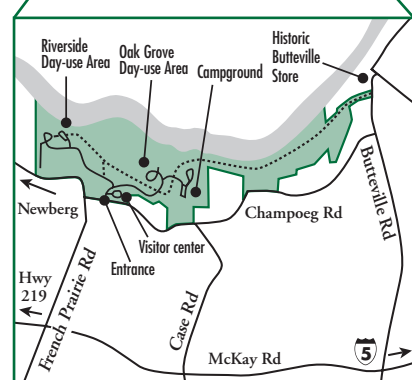 Riverside
Day-use Area
Oak Grove
Day-use Area
Campground
Historic
Butteville
Store
Newberg
Champoeg Rd
Butteville Rd
Visitor center
Entrance
Hwy
219
French Prairie Rd
Case Rd
McKay Rd
5